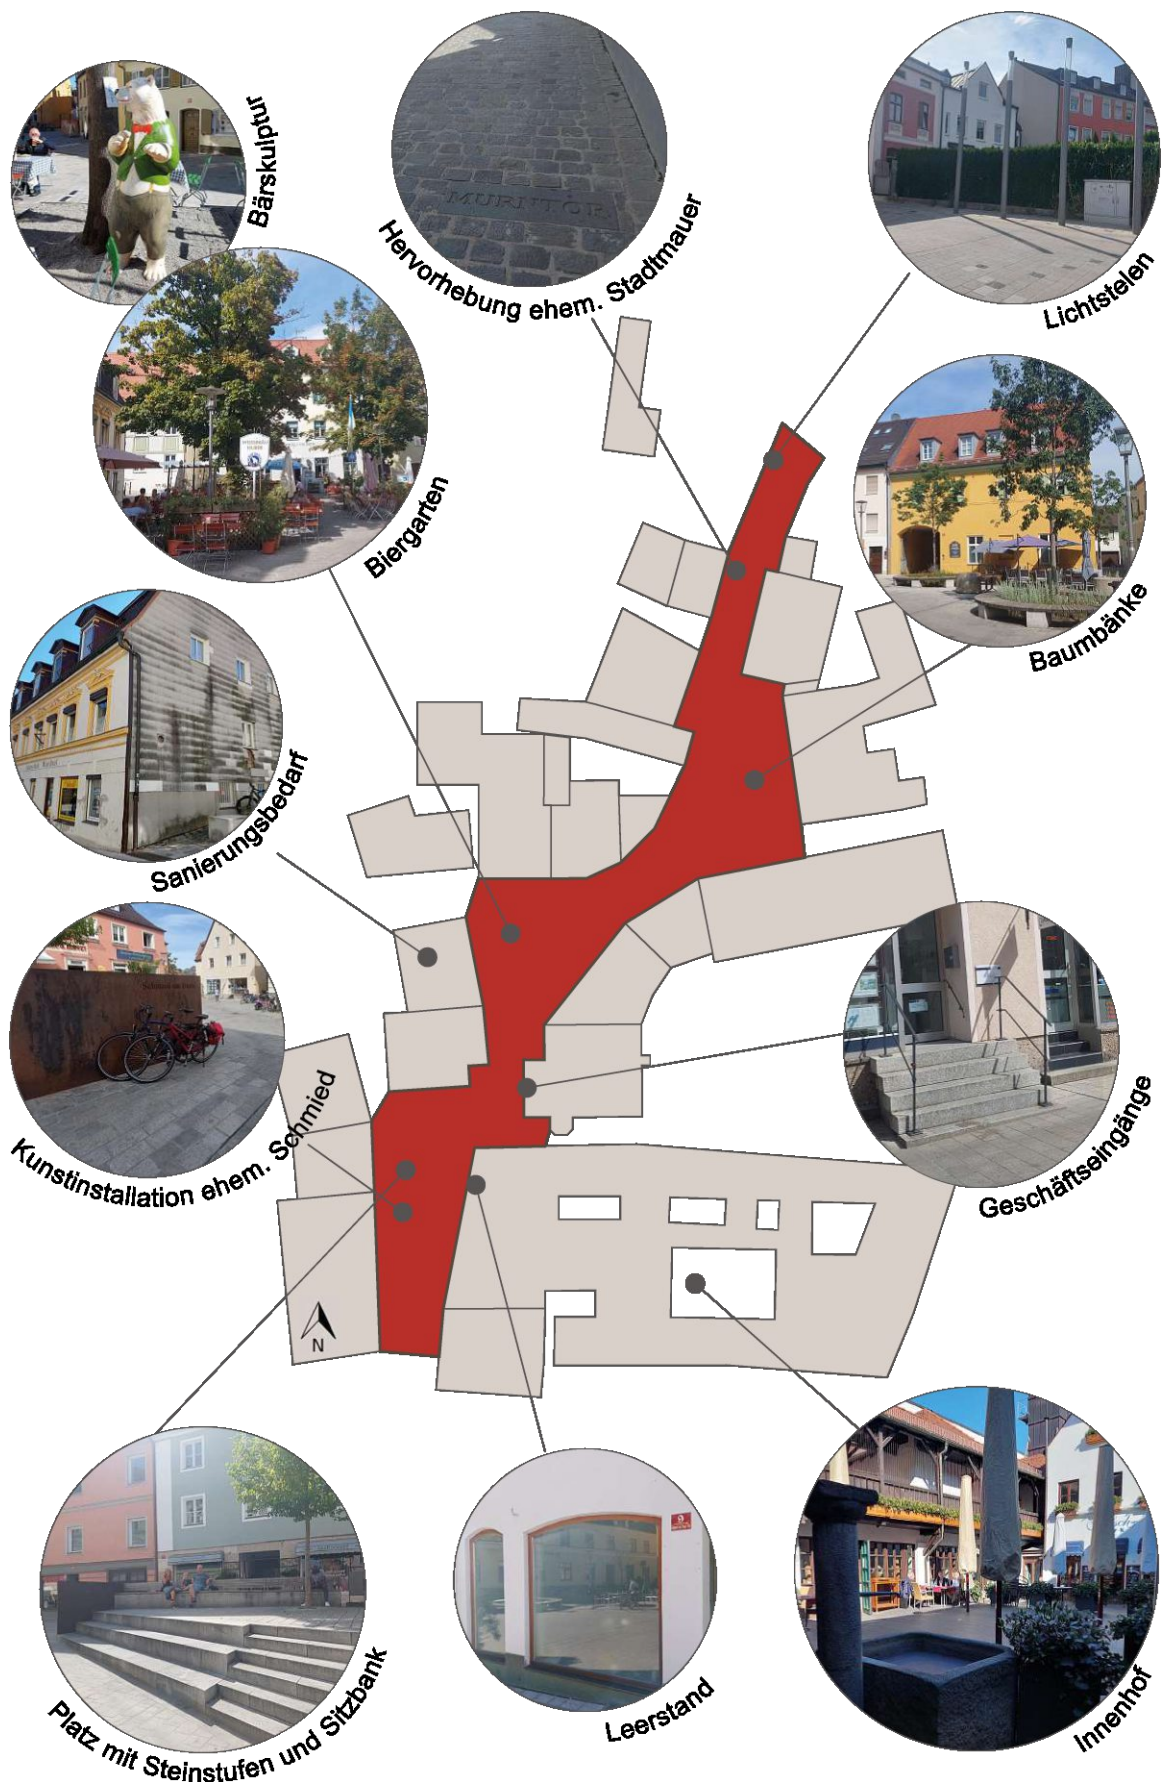 Bärskulptur
MURNTOR
Hervorhebung ehem. Stadtmauer
Lichtstelen
Biergarten
Baumbänke
Sanierungsbedarf
Kunstinstallation ehem. Schmied
Geschäftseingänge
N
Platz mit Steinstufen und Sitzbank
Leerstand
Innenhof